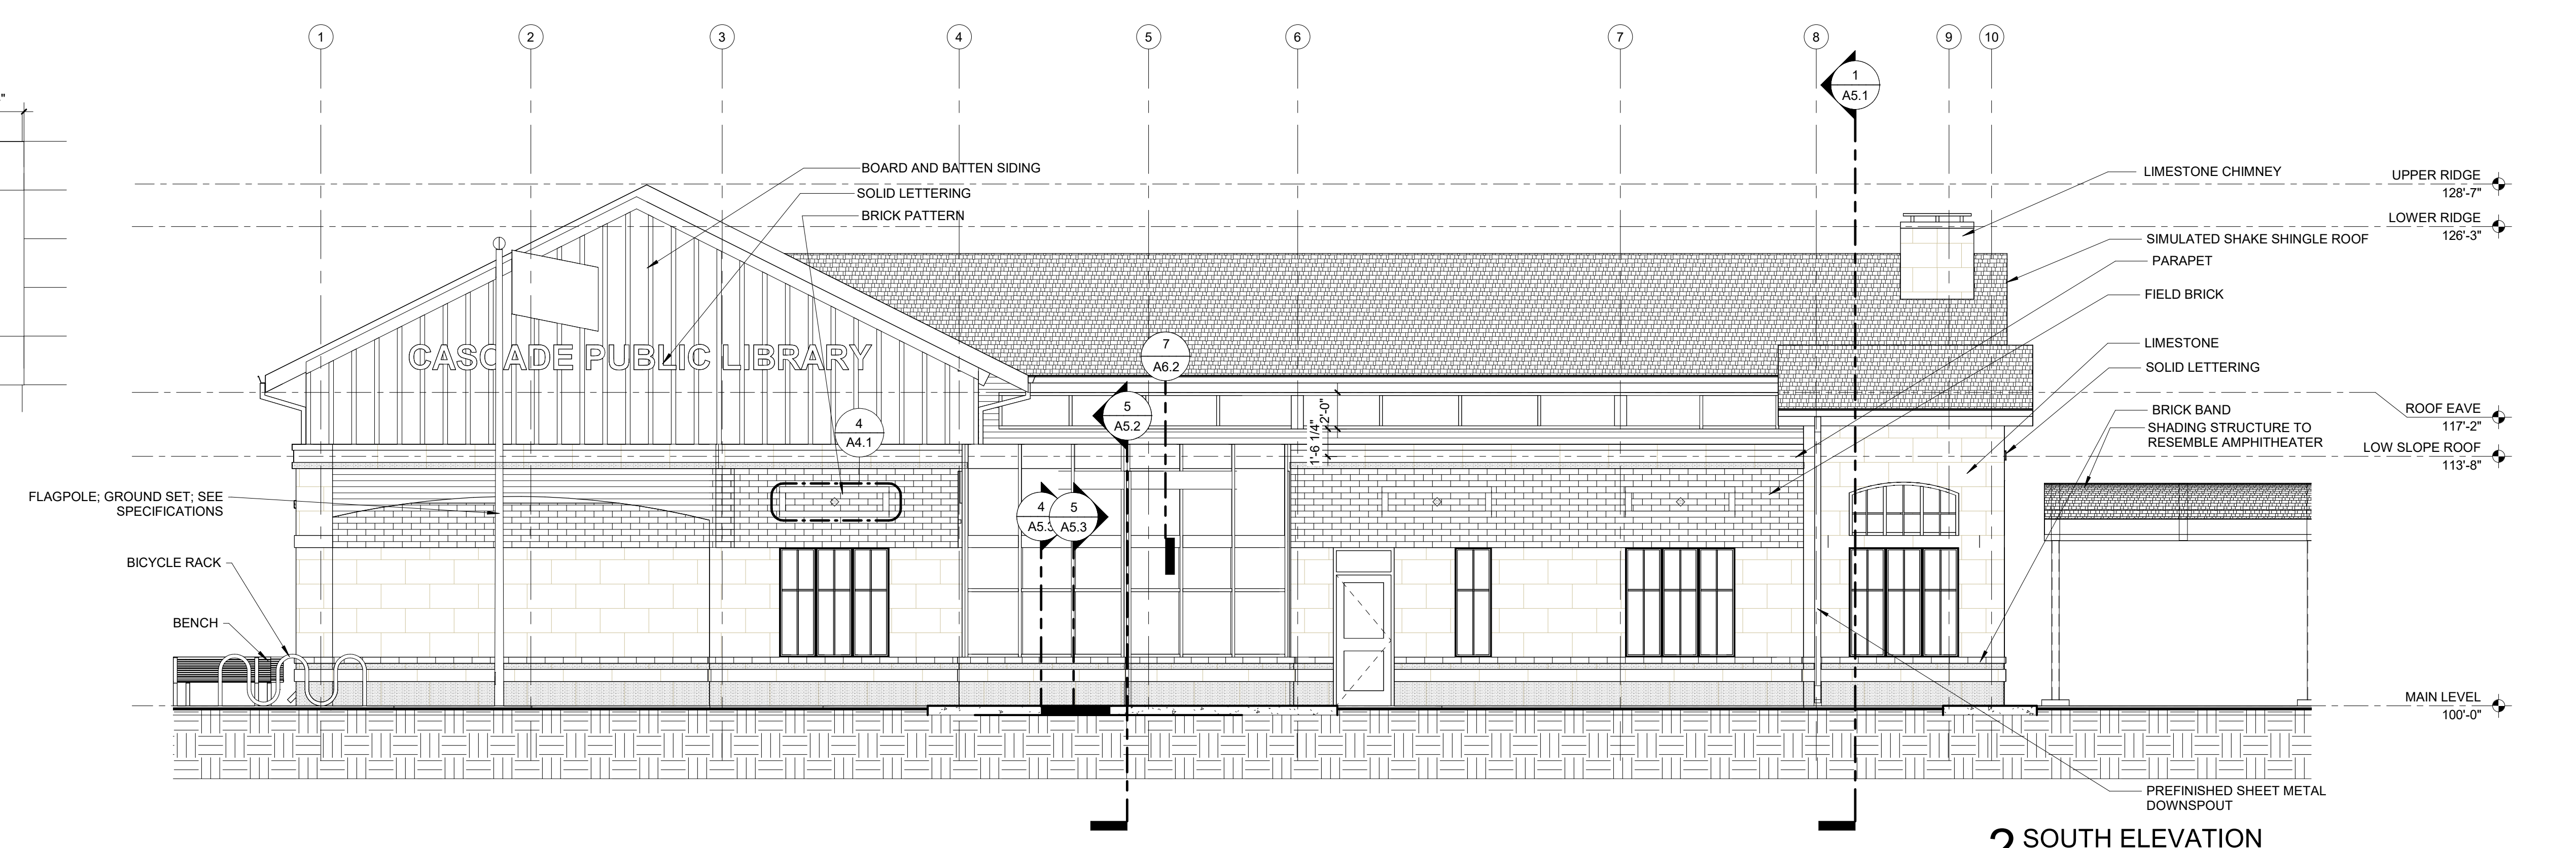 1 2 3 4 5 6 7 8 9 10
1
A5.1
"
BOARD AND BATTEN SIDING
SOLID LETTERING
BRICK PATTERN
LIMESTONE CHIMNEY
UPPER RIDGE
128'-7"
LOWER RIDGE
126'-3"
SIMULATED SHAKE SHINGLE ROOF
PARAPET
FIELD BRICK
LIMESTONE
SOLID LETTERING
CASCADE PUBLIC LIBRARY
7
A6.2
5
A5.2
4
A4.1
2'-0"
1'-6 1/4"
BRICK BAND
SHADING STRUCTURE TO
RESEMBLE AMPHITHEATER
ROOF EAVE
117'-2"
LOW SLOPE ROOF
113'-8"
FLAGPOLE; GROUND SET; SEE
SPECIFICATIONS
4
A5.3
5
A5.3
BICYCLE RACK
BENCH
MAIN LEVEL
100'-0"
PREFINISHED SHEET METAL
DOWNSPOUT
2 SOUTH ELEVATION